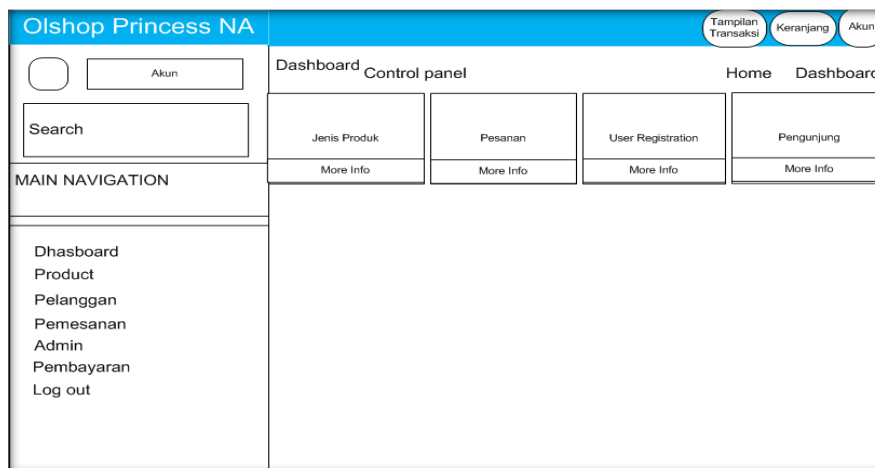 Olshop Princess NA
Tampilan
Transaksi
Keranjang
Akun
Akun
Search
MAIN NAVIGATION
Dhasboard
Product
Pelanggan
Pemesanan
Admin
Pembayaran
Log out
Dashboard
Control panel
Home
Dashboard
Jenis Produk
Pesanan
User Registration
Pengunjung
More Info
More Info
More Info
More Info